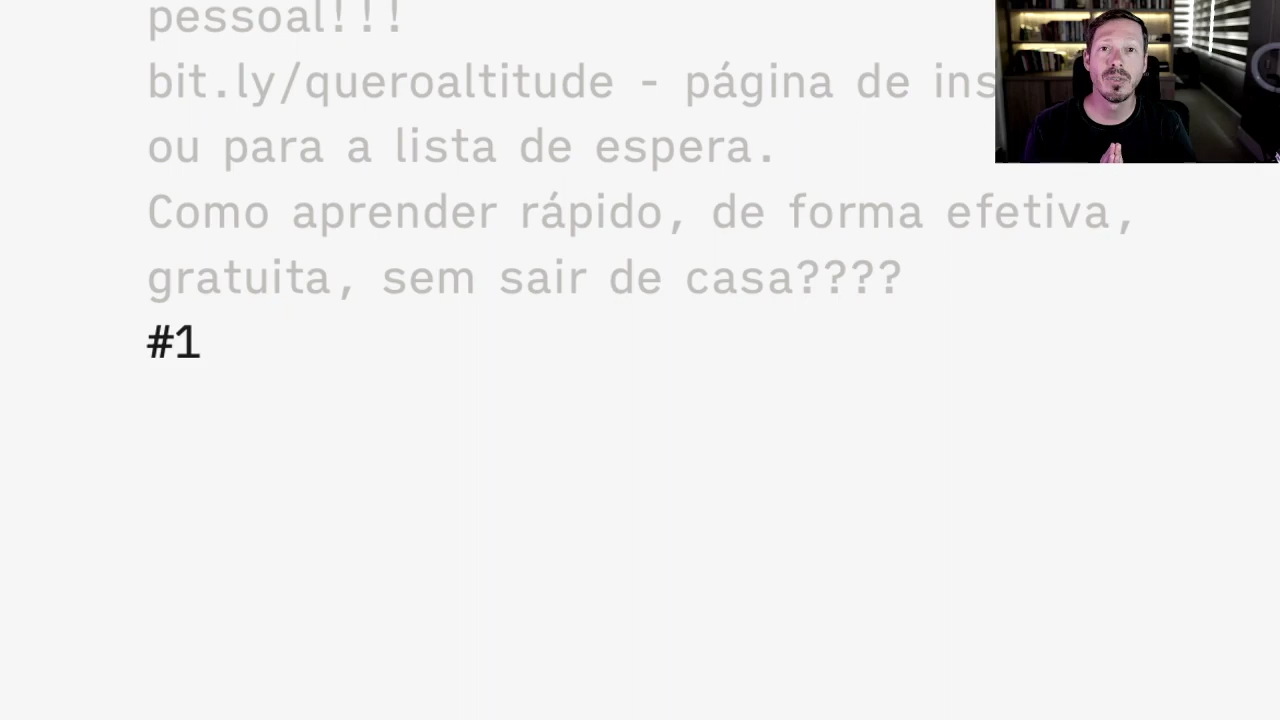 pessoal!!!
bit.ly/queroaltitude - página de ins
ou para a lista de espera.
Como aprender rápido, de forma efetiva,
gratuita, sem sair de casa????
#1